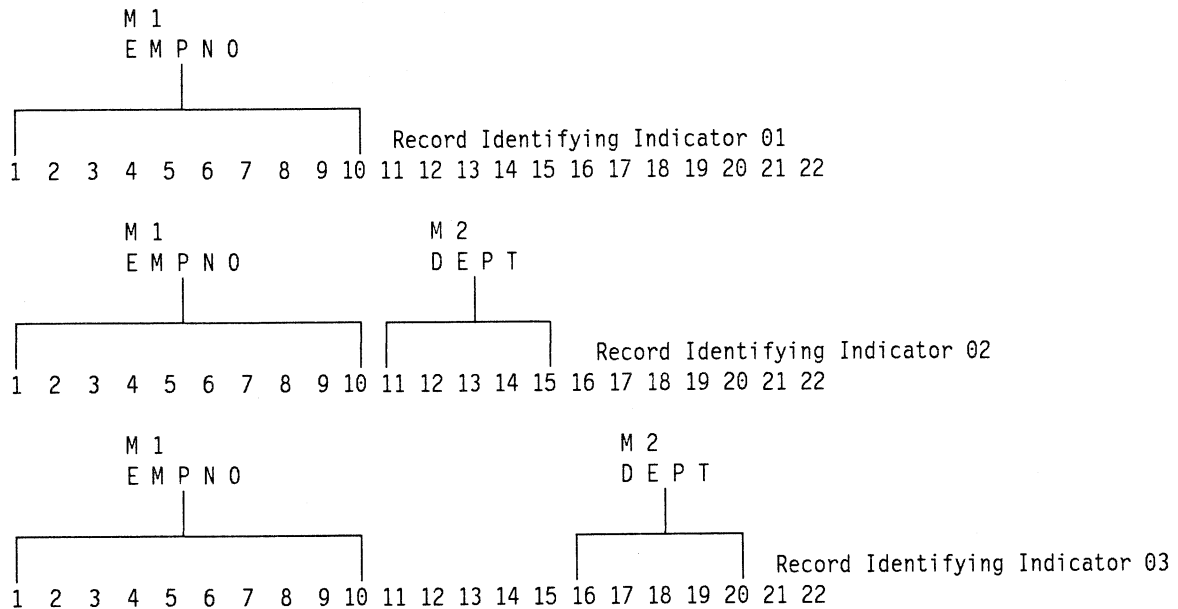 M 1
E M P N O
Record Identifying Indicator 01
1 2 3 4 5 6 7 8 9 10 11 12 13 14 15 16 17 18 19 20 21 22
M 1 M 2
E M P N O D E P T
Record Identifying Indicator 02
1 2 3 4 5 6 7 8 9 10 11 12 13 14 15 16 17 18 19 20 21 22
M 1 M 2
E M P N O D E P T
Record Identifying Indicator 03
1 2 3 4 5 6 7 8 9 10 11 12 13 14 15 16 17 18 19 20 21 22